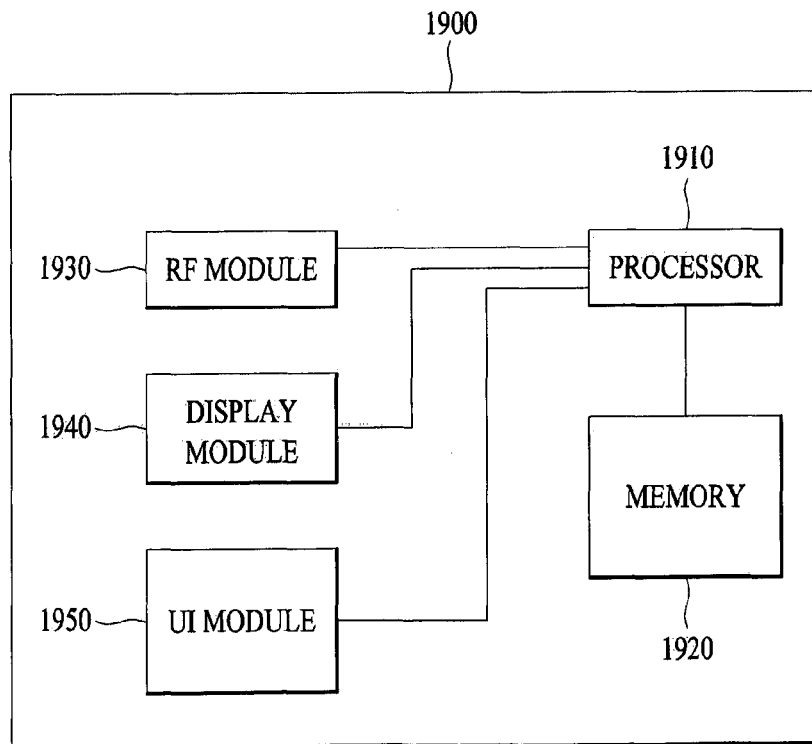 1900
1910
1930
RF MODULE
PROCESSOR
1940
DISPLAY
MODULE
MEMORY
1950
UI MODULE
1920